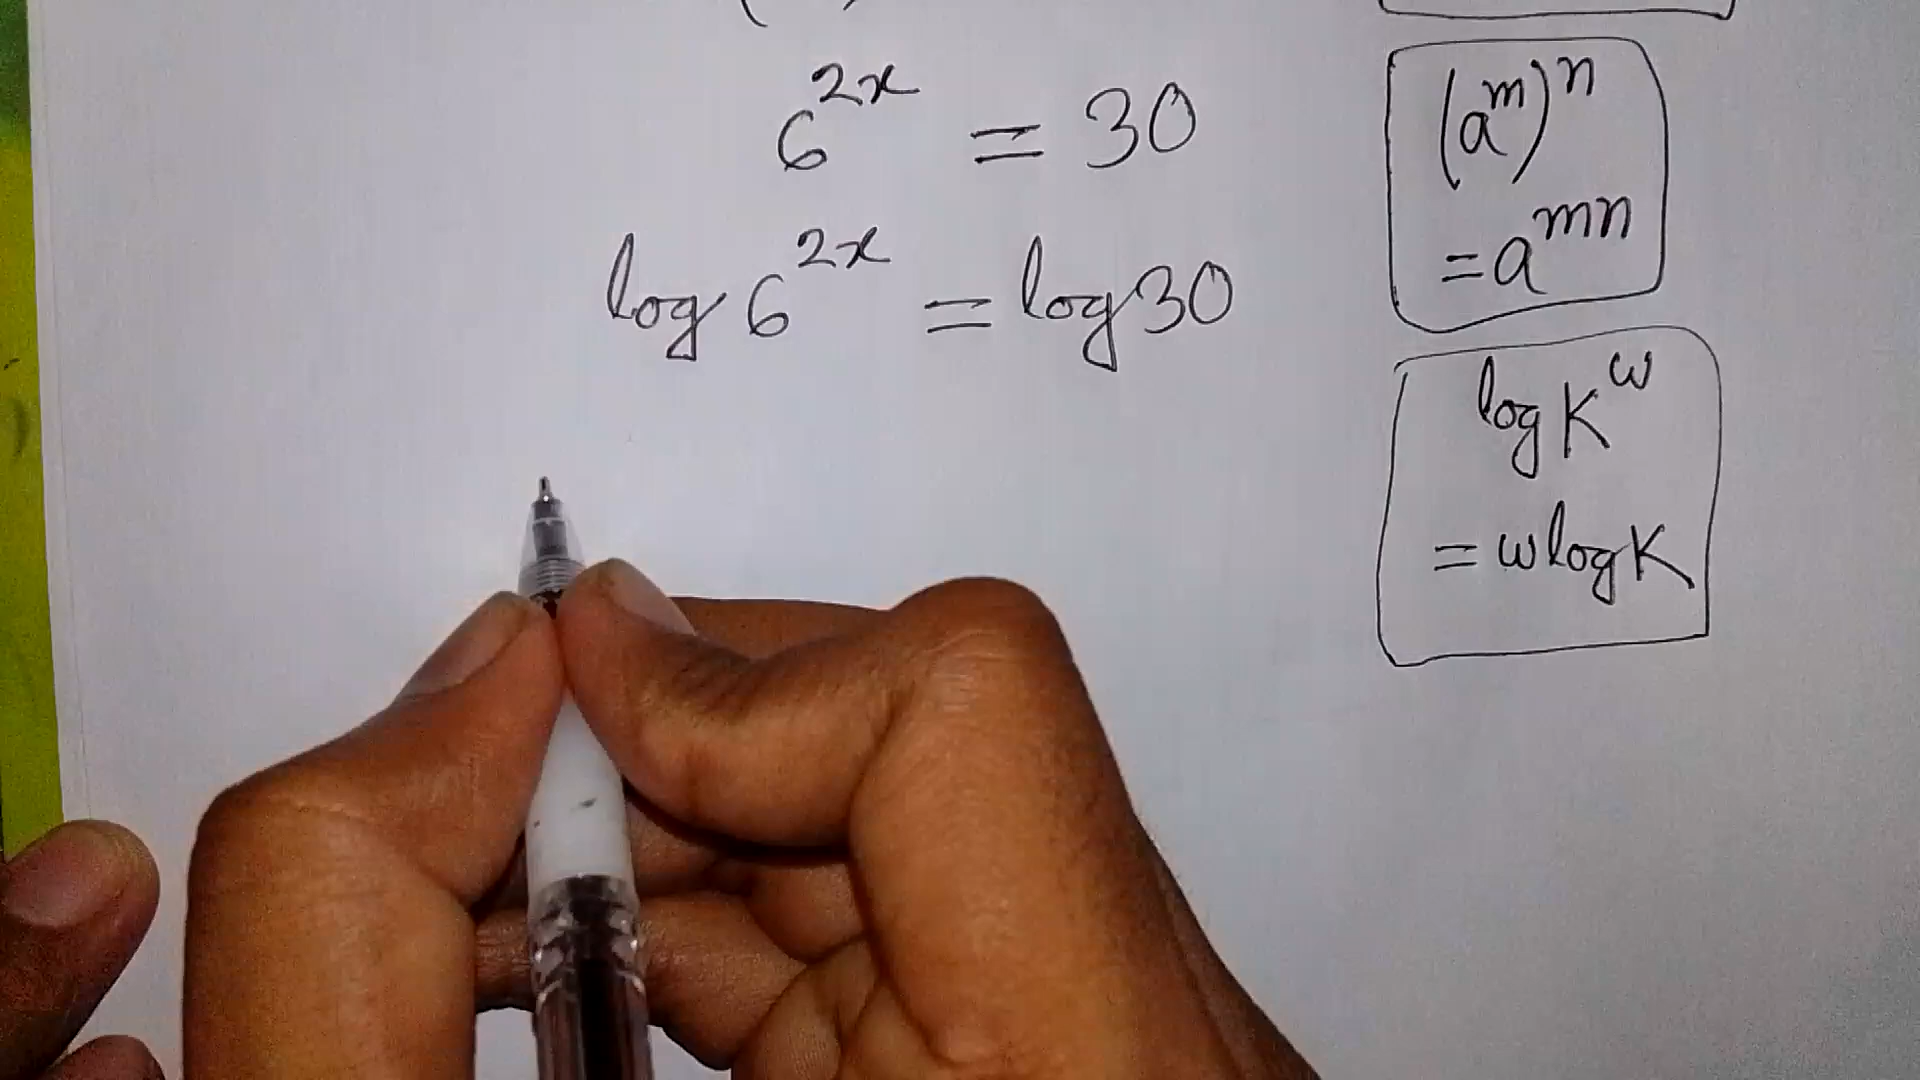 6^{2x} = 30
log 6^{2x} = log 30
(a^m)^n
= a^{mn}
log K^w
= w log K